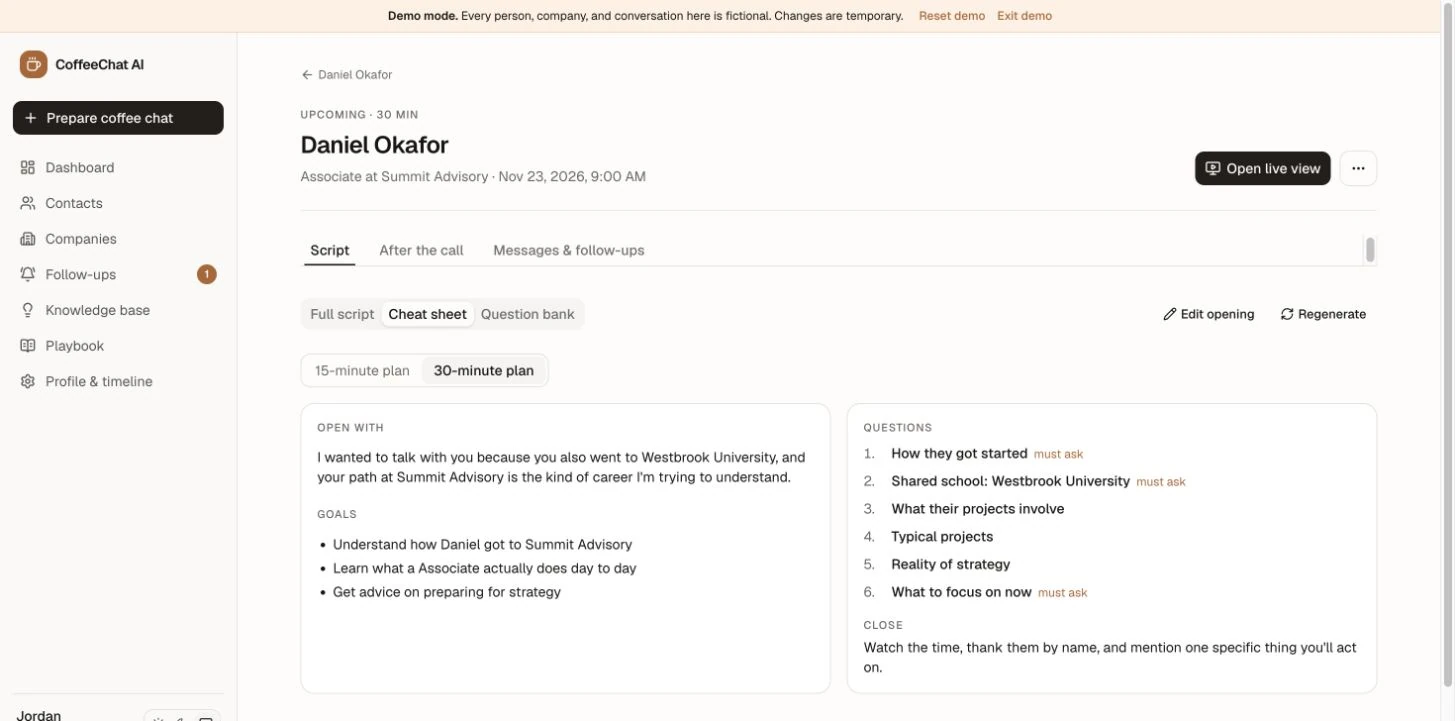 Demo mode. Every person, company, and conversation here is fictional. Changes are temporary. Reset demo Exit demo
CoffeeChat AI
Prepare coffee chat
Dashboard
Contacts
Companies
Follow-ups 1
Knowledge base
Playbook
Profile & timeline
Jordan
← Daniel Okafor
UPCOMING · 30 MIN
Daniel Okafor
Associate at Summit Advisory · Nov 23, 2026, 9:00 AM
Open live view
Script After the call Messages & follow-ups
Full script Cheat sheet Question bank
Edit opening Regenerate
15-minute plan 30-minute plan
OPEN WITH
I wanted to talk with you because you also went to Westbrook University, and
your path at Summit Advisory is the kind of career I'm trying to understand.
GOALS
• Understand how Daniel got to Summit Advisory
• Learn what a Associate actually does day to day
• Get advice on preparing for strategy
QUESTIONS
1. How they got started must ask
2. Shared school: Westbrook University must ask
3. What their projects involve
4. Typical projects
5. Reality of strategy
6. What to focus on now must ask
CLOSE
Watch the time, thank them by name, and mention one specific thing you'll act
on.